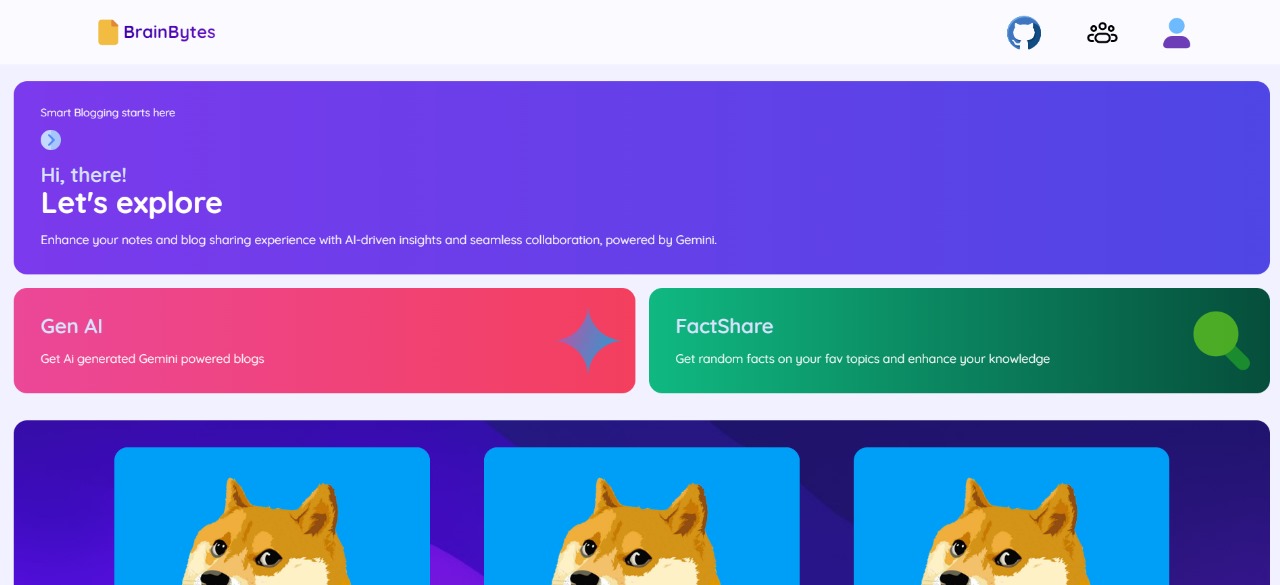 BrainBytes
Smart Blogging starts here
Hi, there!
Let's explore
Enhance your notes and blog sharing experience with AI-driven insights and seamless collaboration, powered by Gemini.
Gen AI
Get Ai generated Gemini powered blogs
FactShare
Get random facts on your fav topics and enhance your knowledge